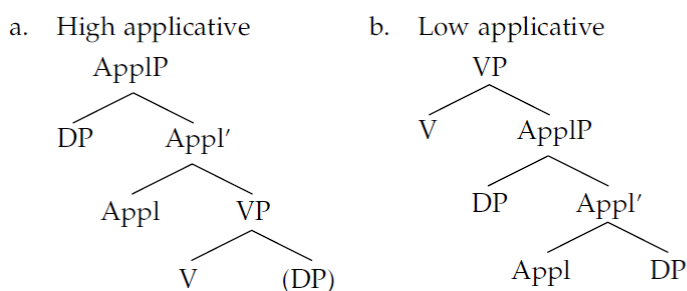 a. High applicative b. Low applicative
ApplP VP
DP Appl′ V ApplP
Appl VP DP Appl′
V (DP) Appl DP